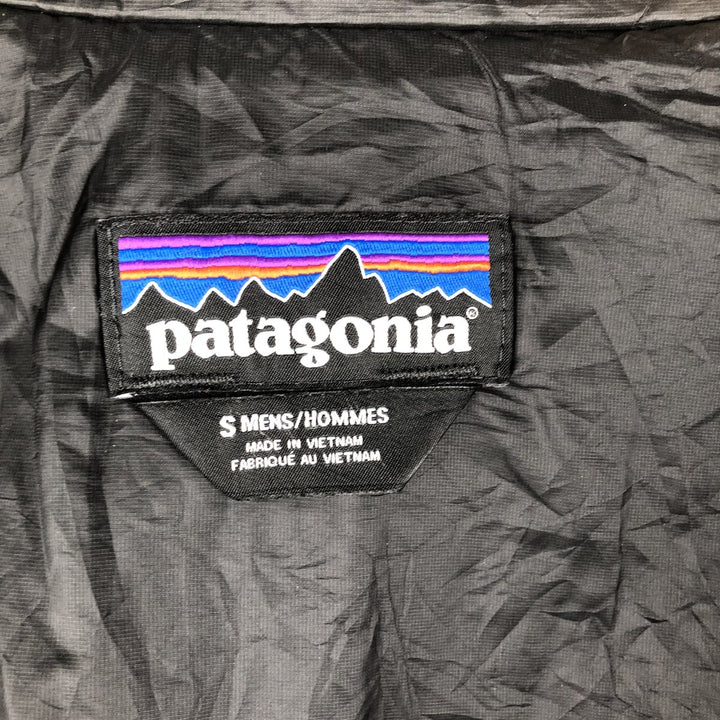 patagonia®
S MENS/HOMMES
MADE IN VIETNAM
FABRIQUÉ AU VIETNAM